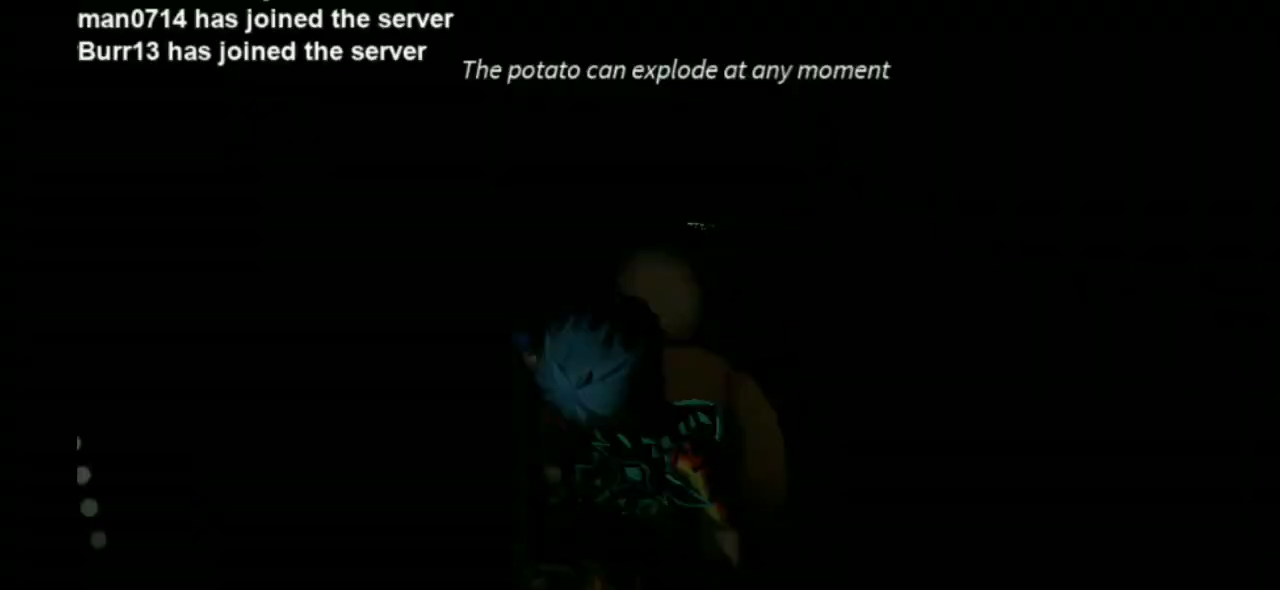 man0714 has joined the server
Burr13 has joined the server
The potato can explode at any moment